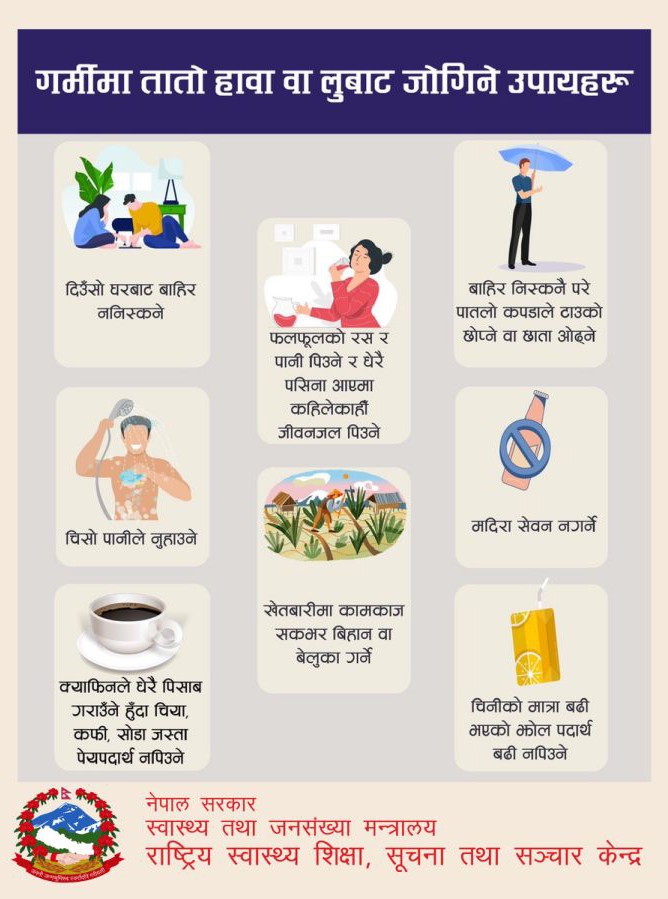 गर्मीमा तातो हावा वा लुबाट जोगिने उपायहरू
दिउँसो घरबाट बाहिर
ननिस्कने
फलफूलको रस र
पानी पिउने र धेरै
पसिना आएमा
कहिलेकाहीँ
जीवनजल पिउने
बाहिर निस्कनै परे
पातलो कपडाले टाउको
छोप्ने वा छाता ओढ्ने
चिसो पानीले नुहाउने
खेतबारीमा कामकाज
सकभर बिहान वा
बेलुका गर्ने
मदिरा सेवन नगर्ने
क्याफिनले धेरै पिसाब
गराउँने हुँदा चिया,
कफी, सोडा जस्ता
पेयपदार्थ नपिउने
चिनीको मात्रा बढी
भएको झोल पदार्थ
बढी नपिउने
नेपाल सरकार
स्वास्थ्य तथा जनसंख्या मन्त्रालय
राष्ट्रिय स्वास्थ्य शिक्षा, सूचना तथा सञ्चार केन्द्र